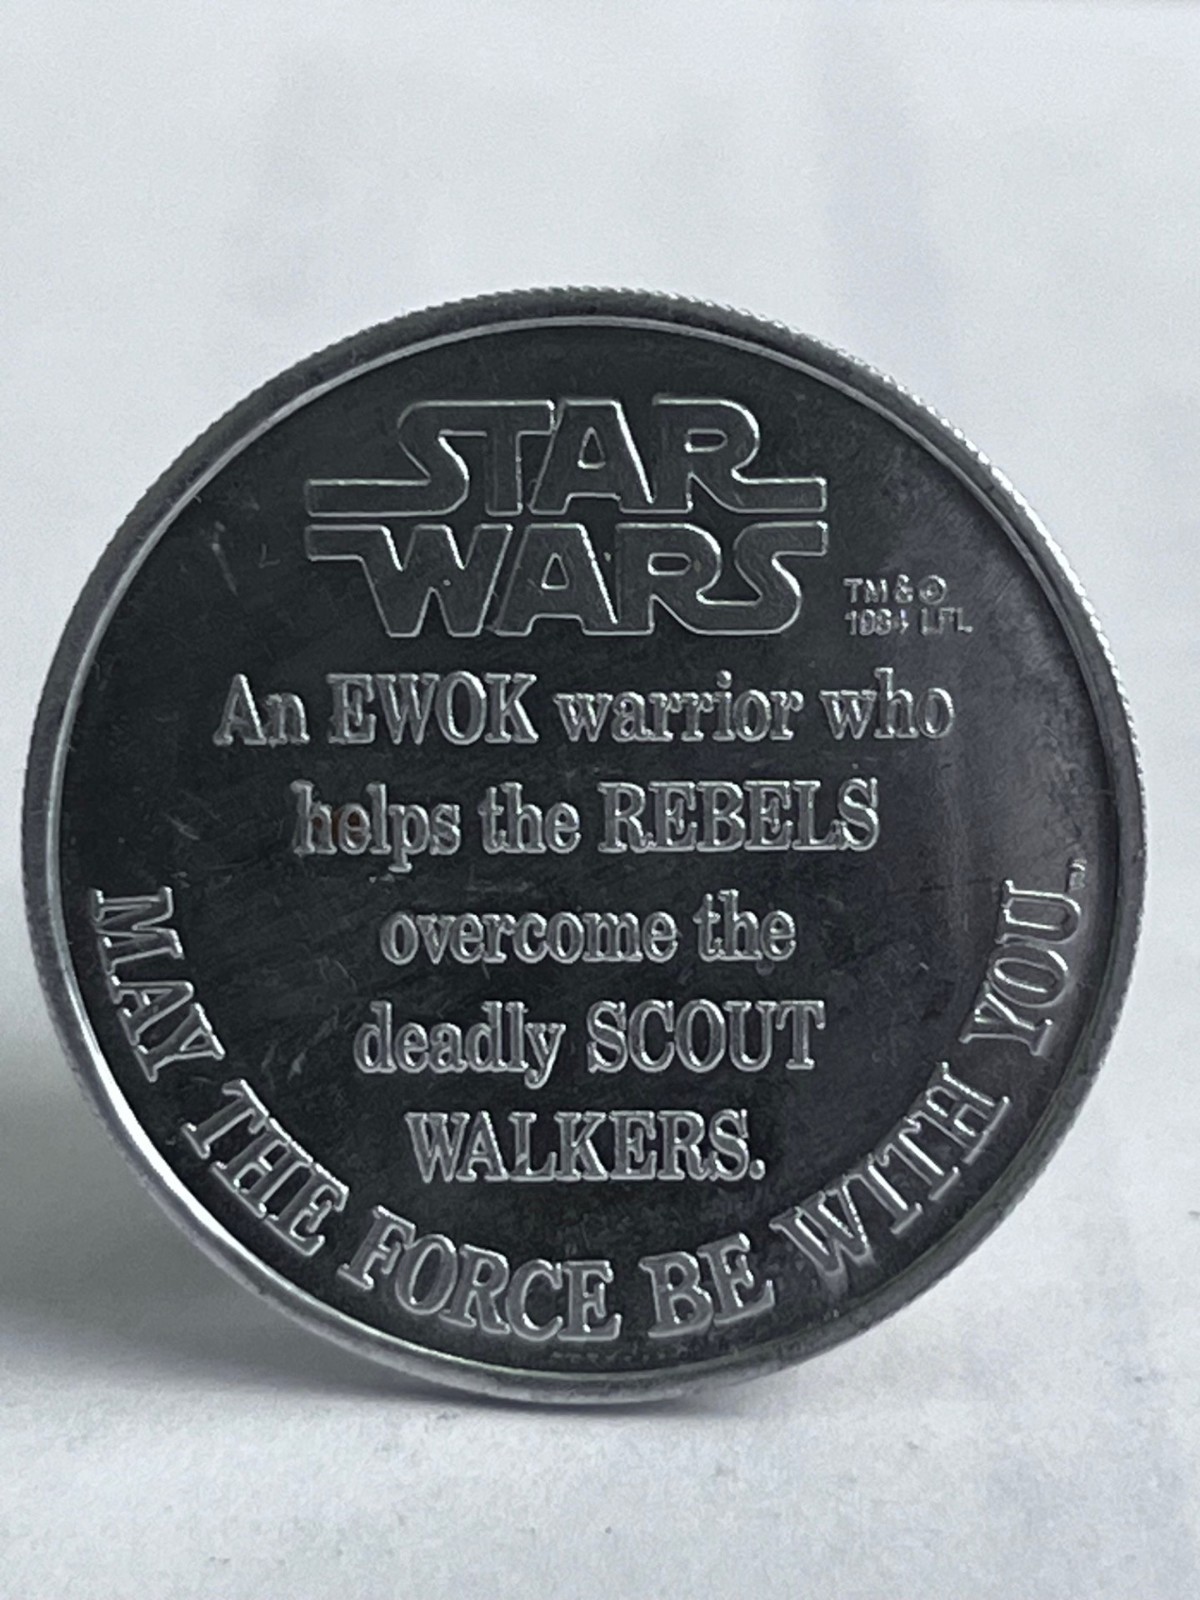 STAR
WARS
TM & ©
1984 LFL
An EWOK warrior who
helps the REBELS
overcome the
deadly SCOUT
WALKERS.
MAY THE FORCE BE WITH YOU